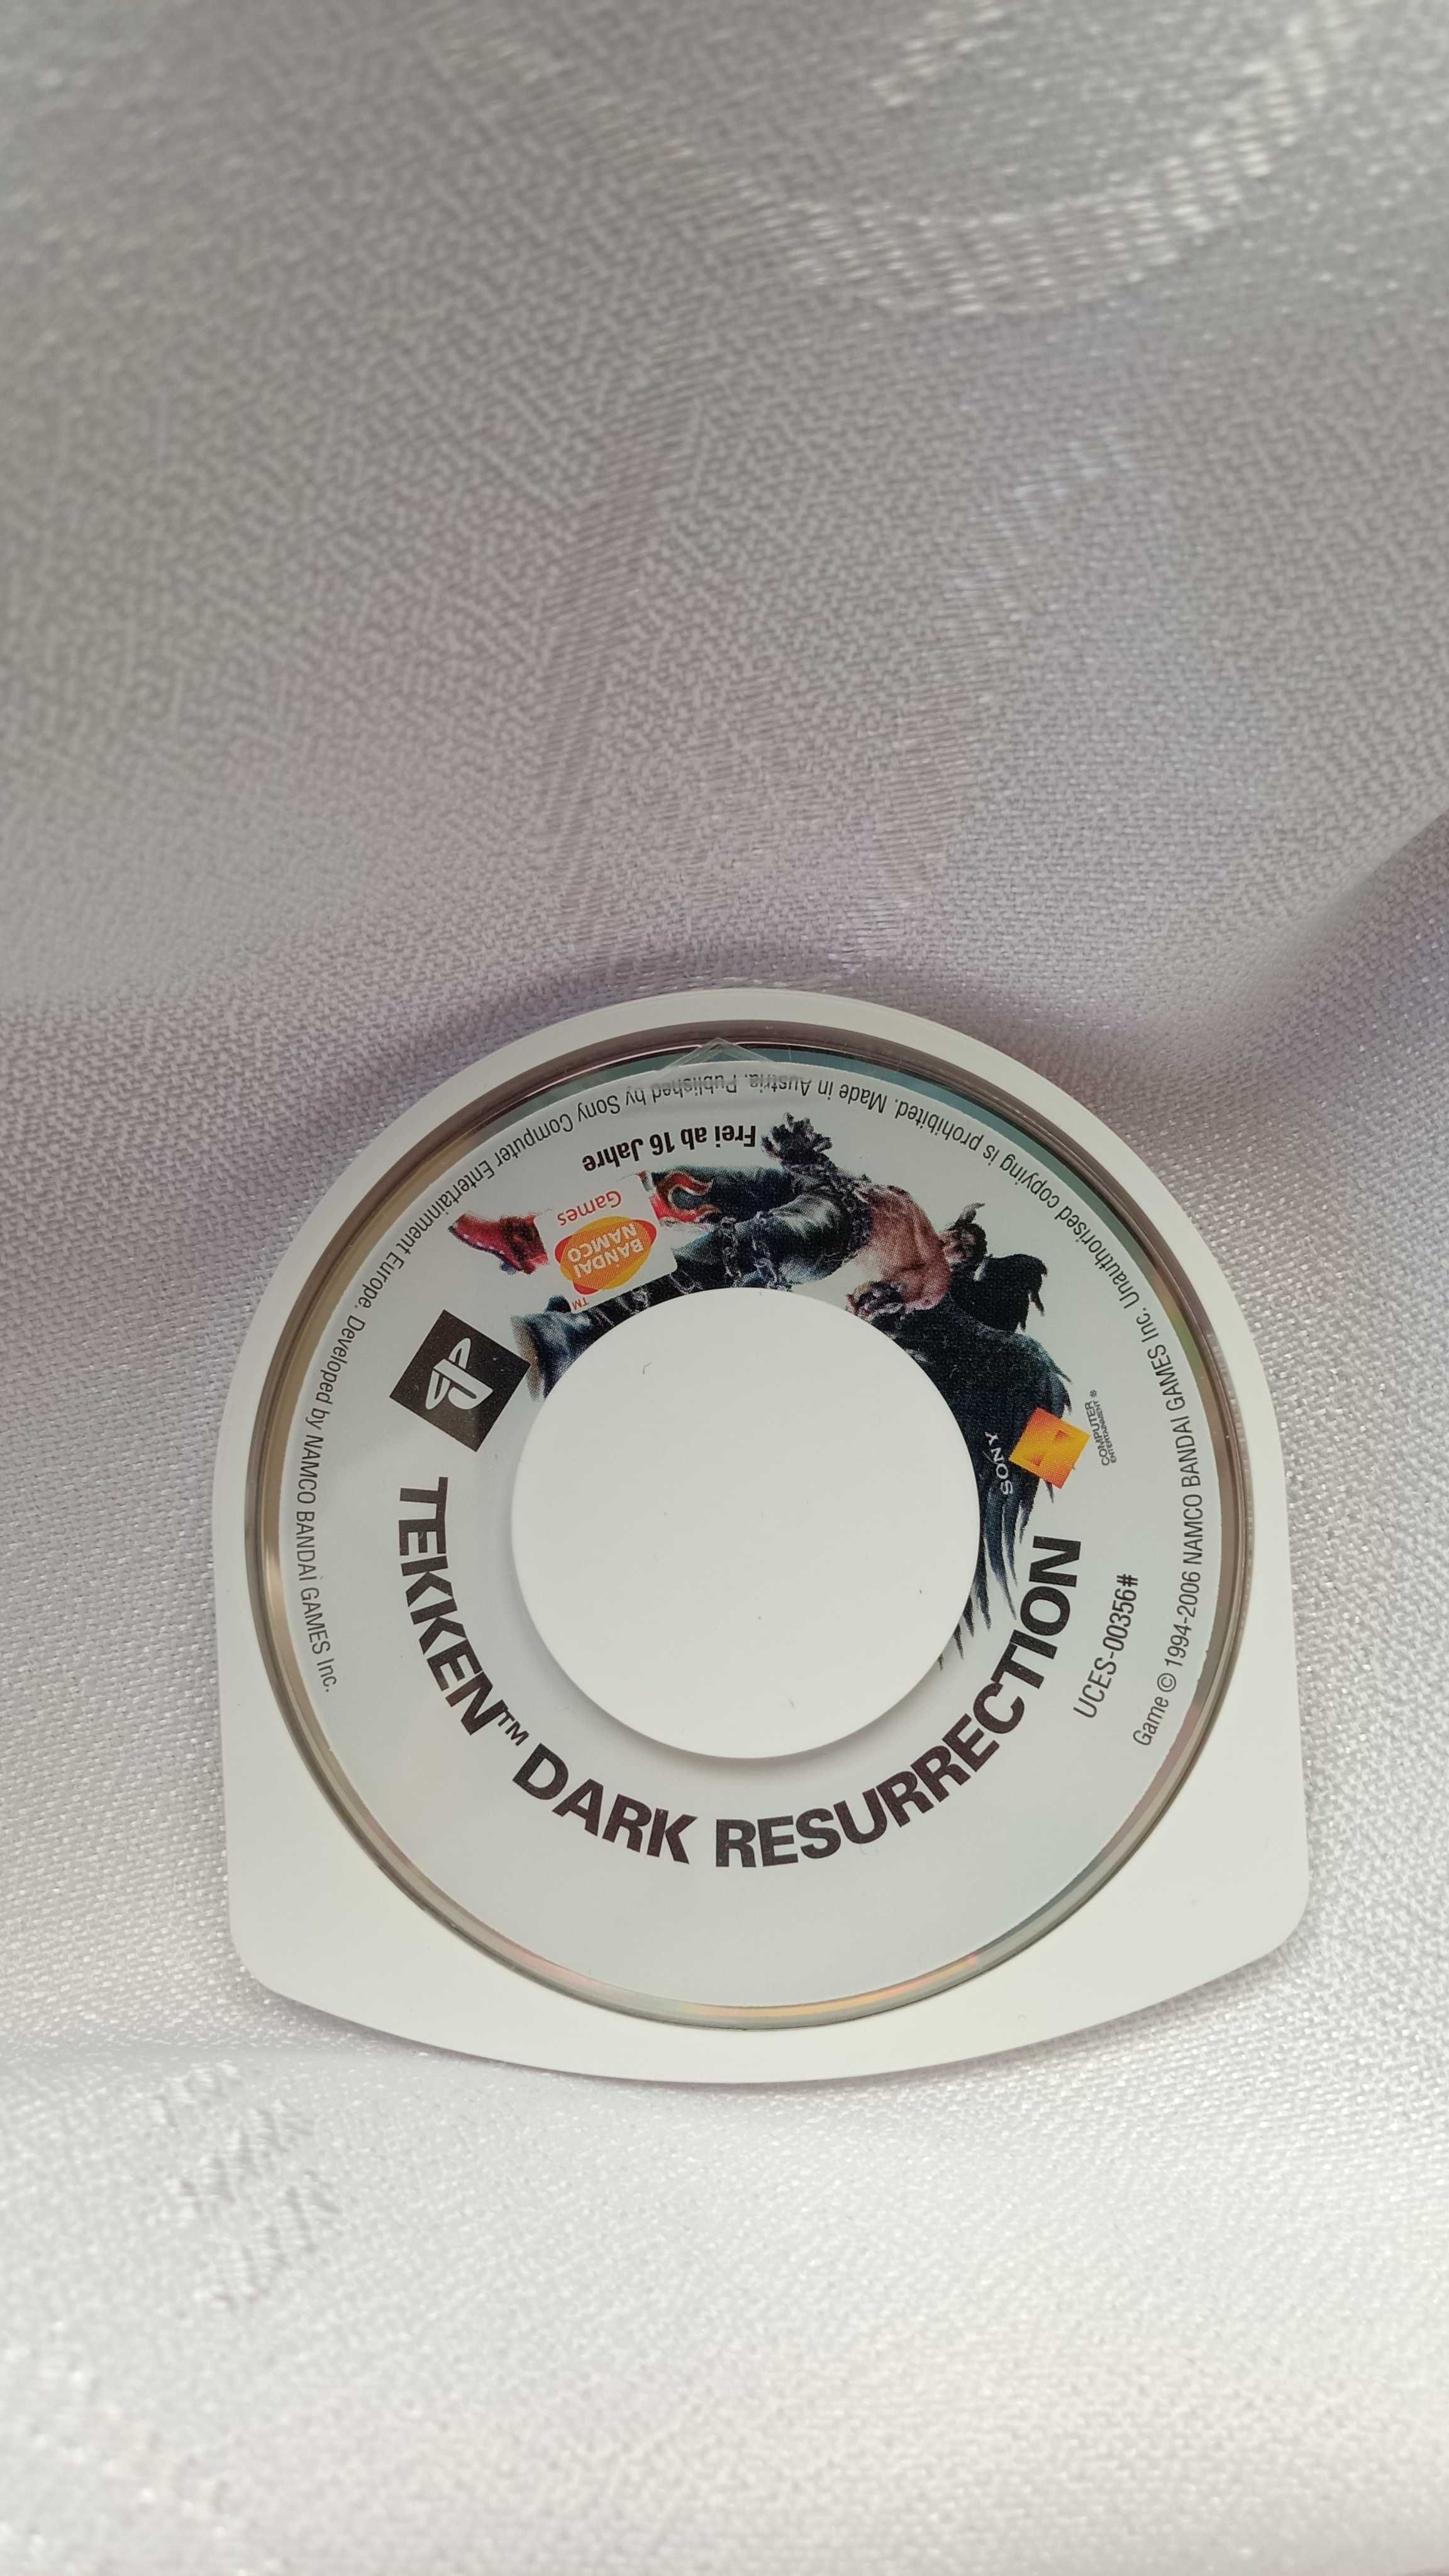 TEKKEN™ DARK RESURRECTION
UCES-00356#
SONY
COMPUTER
ENTERTAINMENT®
Frei ab 16 Jahre
BANDAI
NAMCO
Games
TM
Game © 1994-2006 NAMCO BANDAI GAMES Inc. Unauthorised copying is prohibited. Made in Austria. Published by Sony Computer Entertainment Europe. Developed by NAMCO BANDAI GAMES Inc.